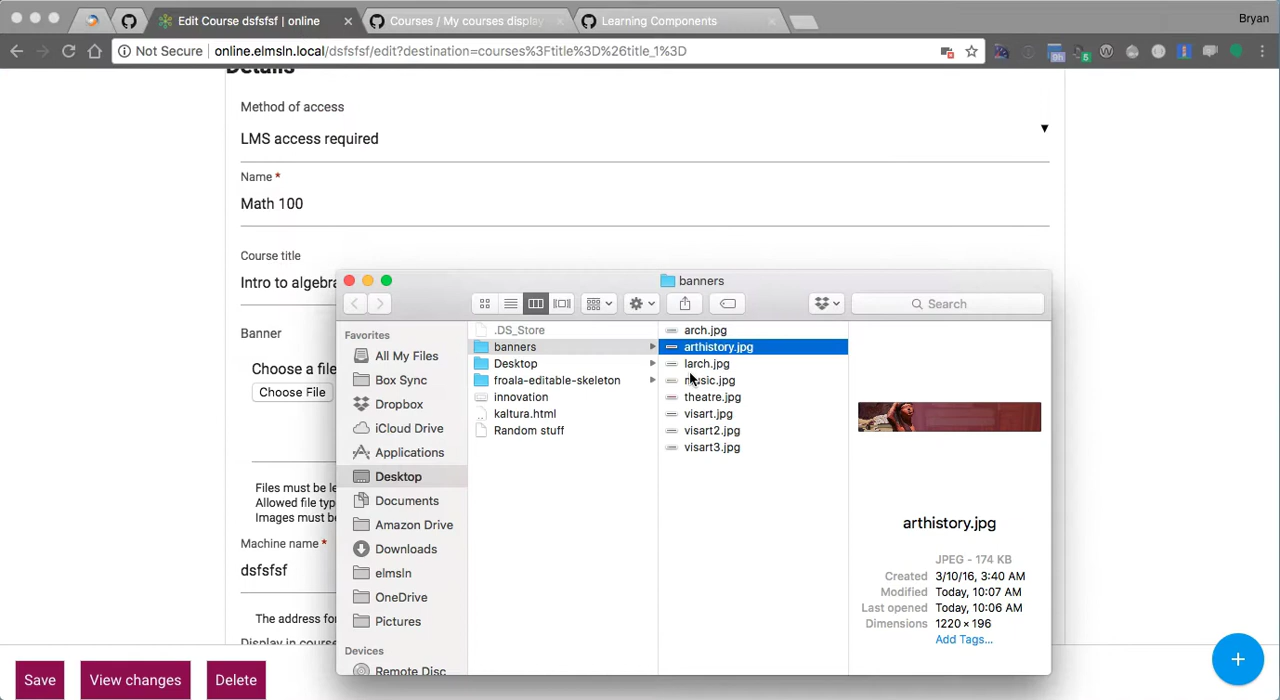 Edit Course dsfsfsf | online
Courses / My courses display
Learning Components
Bryan
Not Secure online.elmsln.local/dsfsfsf/edit?destination=courses%3Ftitle%3D%26title_1%3D
Details
Method of access
LMS access required
Name *
Math 100
Course title
Intro to algebra
Banner
Choose a file
Choose File
Files must be le
Allowed file typ
Images must be
Machine name *
dsfsfsf
The address for
Display in cours
Save View changes Delete
banners
Search
Favorites
All My Files
Box Sync
Dropbox
iCloud Drive
Applications
Desktop
Documents
Amazon Drive
Downloads
elmsln
OneDrive
Pictures
Devices
Remote Disc
.DS_Store
banners
Desktop
froala-editable-skeleton
innovation
kaltura.html
Random stuff
arch.jpg
arthistory.jpg
larch.jpg
music.jpg
theatre.jpg
visart.jpg
visart2.jpg
visart3.jpg
arthistory.jpg
JPEG - 174 KB
Created 3/10/16, 3:40 AM
Modified Today, 10:07 AM
Last opened Today, 10:06 AM
Dimensions 1220 × 196
Add Tags...